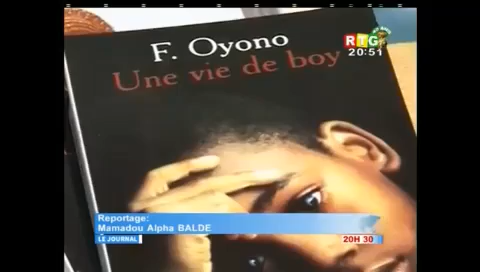 F. Oyono
Une vie de boy
RTG
20:51
Reportage:
Mamadou Alpha BALDE
LE JOURNAL
20H 30